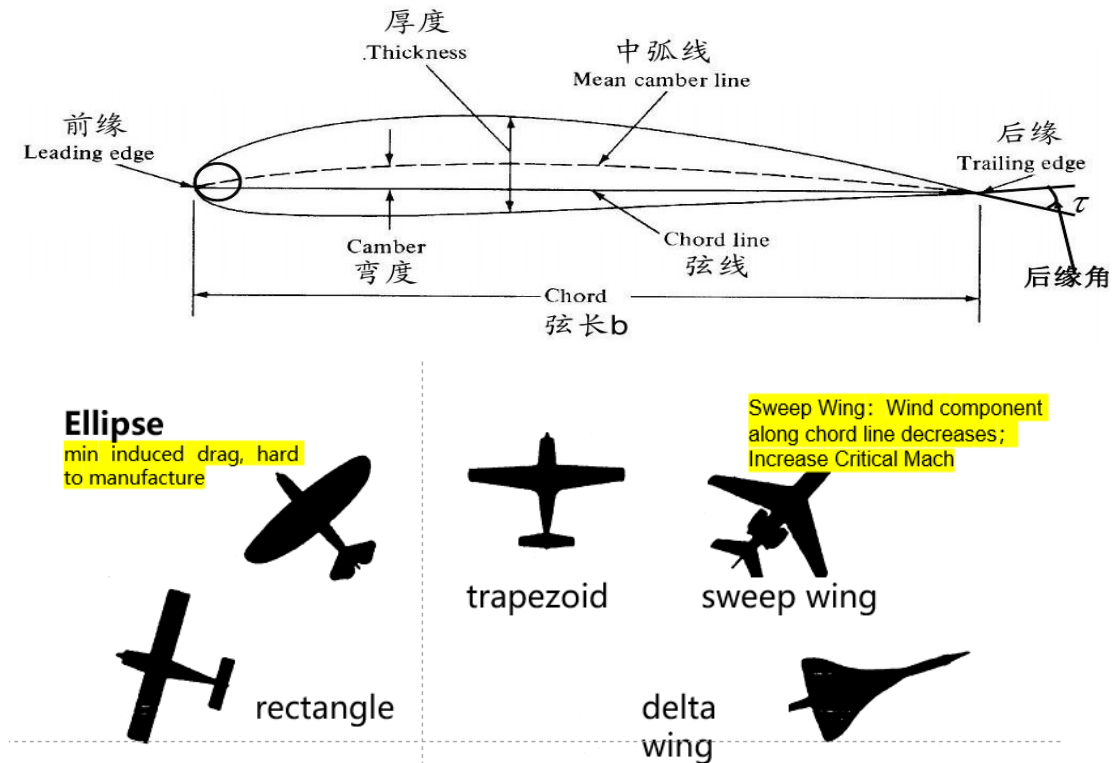 厚度
.Thickness
中弧线
Mean camber line
前缘
Leading edge
后缘
Trailing edge
τ
Camber
弯度
Chord line
弦线
后缘角
Chord
弦长b
Ellipse
min induced drag, hard
to manufacture
Sweep Wing：Wind component
along chord line decreases；
Increase Critical Mach
trapezoid
sweep wing
rectangle
delta
wing